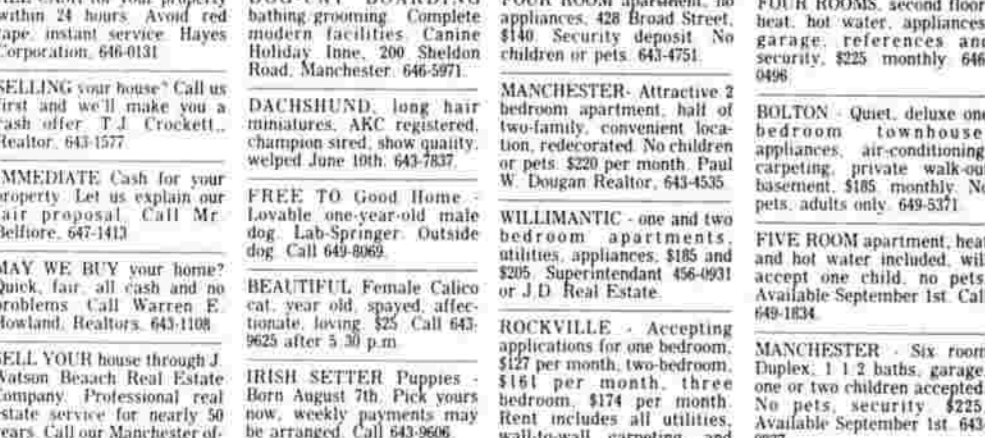 within 24 hours. Avoid red
tape, instant service. Hayes
Corporation, 646-0131
SELLING your house? Call us
first and we'll make you a
cash offer. T.J. Crockett,,
Realtor, 643-1577
IMMEDIATE Cash for your
property. Let us explain our
fair proposal. Call Mr.
Belfiore, 647-1413
MAY WE BUY your home?
Quick, fair, all cash and no
problems. Call Warren E.
Howland, Realtors. 643-1108
SELL YOUR house through J.
Watson Beaach Real Estate
Company. Professional real
estate service for nearly 50
years. Call our Manchester of-
bathing grooming. Complete
modern facilities. Canine
Holiday Inne, 200 Sheldon
Road, Manchester. 646-5971.
DACHSHUND, long hair
miniatures, AKC registered,
champion sired, show quality,
welped June 10th. 643-7837.
FREE TO Good Home -
Lovable one-year-old male
dog. Lab-Springer. Outside
dog. Call 649-8069.
BEAUTIFUL Female Calico
cat, year old, spayed, affec-
tionate, loving. $25. Call 643-
9625 after 5:30 p.m.
IRISH SETTER Puppies -
Born August 7th. Pick yours
now, weekly payments may
be arranged. Call 643-9606.
FOUR ROOM apartment, no
appliances, 428 Broad Street,
$140. Security deposit. No
children or pets. 643-4751.
MANCHESTER- Attractive 2
bedroom apartment, half of
two-family, convenient loca-
tion, redecorated. No children
or pets. $220 per month. Paul
W. Dougan Realtor, 643-4535.
WILLIMANTIC - one and two
bedroom apartments,
utilities, appliances, $185 and
$205. Superintendant 456-0931
or J.D. Real Estate.
ROCKVILLE - Accepting
applications for one bedroom,
$127 per month, two-bedroom,
$161 per month, three
bedroom, $174 per month.
Rent includes all utilities,
wall-to-wall carpeting, and
FOUR ROOMS, second floor,
heat, hot water, appliances,
garage, references and
security, $225 monthly. 646-
0496.
BOLTON - Quiet, deluxe one
bedroom townhouse,
appliances, air-conditioning,
carpeting, private walk-out
basement, $185 monthly. No
pets, adults only. 649-5371.
FIVE ROOM apartment, heat
and hot water included, will
accept one child, no pets.
Available September 1st. Call
649-1834.
MANCHESTER - Six room
Duplex, 1 1 2 baths, garage,
one or two children accepted.
No pets, security. $225.
Available September 1st. 643-